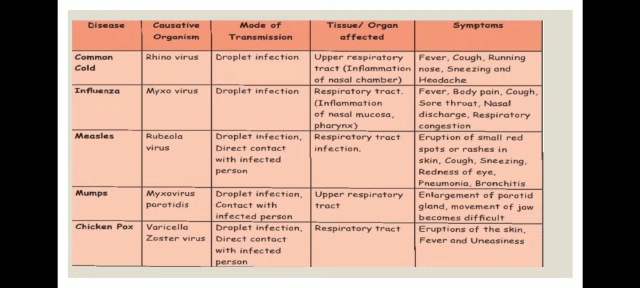 Disease Causative Organism Mode of Transmission Tissue/ Organ affected Symptoms
Common Cold Rhino virus Droplet infection Upper respiratory tract (Inflammation of nasal chamber) Fever, Cough, Running nose, Sneezing and Headache
Influenza Myxo virus Droplet infection Respiratory tract. (Inflammation of nasal mucosa, pharynx) Fever, Body pain, Cough, Sore throat, Nasal discharge, Respiratory congestion
Measles Rubeola virus Droplet infection, Direct contact with infected person Respiratory tract infection. Eruption of small red spots or rashes in skin, Cough, Sneezing, Redness of eye, Pneumonia, Bronchitis
Mumps Myxovirus parotidis Droplet infection, Contact with infected person Upper respiratory tract Enlargement of parotid gland, movement of jaw becomes difficult
Chicken Pox Varicella Zoster virus Droplet infection, Direct contact with infected person Respiratory tract Eruptions of the skin, Fever and Uneasiness